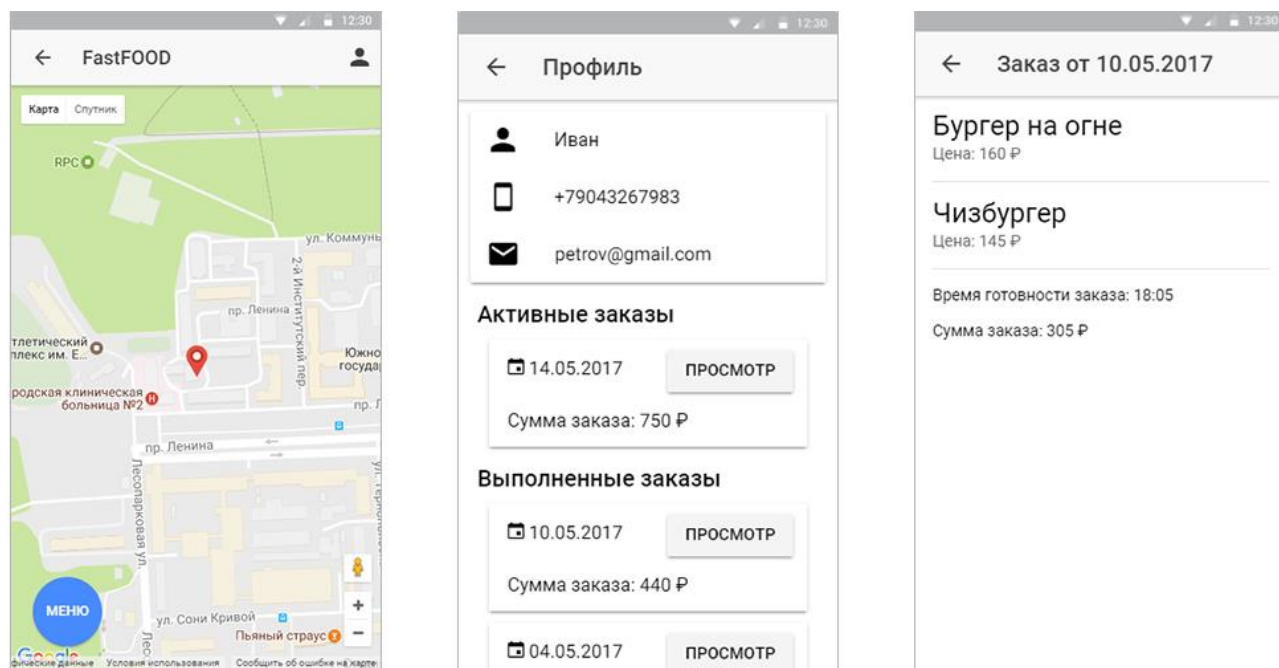 12:30
FastFOOD
Карта Спутник
RPC
ул. Коммуны
2-й Институтский пер.
пр. Ленина
тлетический
плекс им. Е...
Южно
госуда
родская клиническая
больница №2
пр. Л
пр. Ленина
Лесопарковая ул.
ул. Сони Кривой
Пьяный страус
Лес
МЕНЮ
+
−
Google
фические данные Условия использования Сообщить об ошибке на карте
12:30
Профиль
Иван
+79043267983
petrov@gmail.com
Активные заказы
14.05.2017 ПРОСМОТР
Сумма заказа: 750 ₽
Выполненные заказы
10.05.2017 ПРОСМОТР
Сумма заказа: 440 ₽
04.05.2017 ПРОСМОТР
12:30
Заказ от 10.05.2017
Бургер на огне
Цена: 160 ₽
Чизбургер
Цена: 145 ₽
Время готовности заказа: 18:05
Сумма заказа: 305 ₽